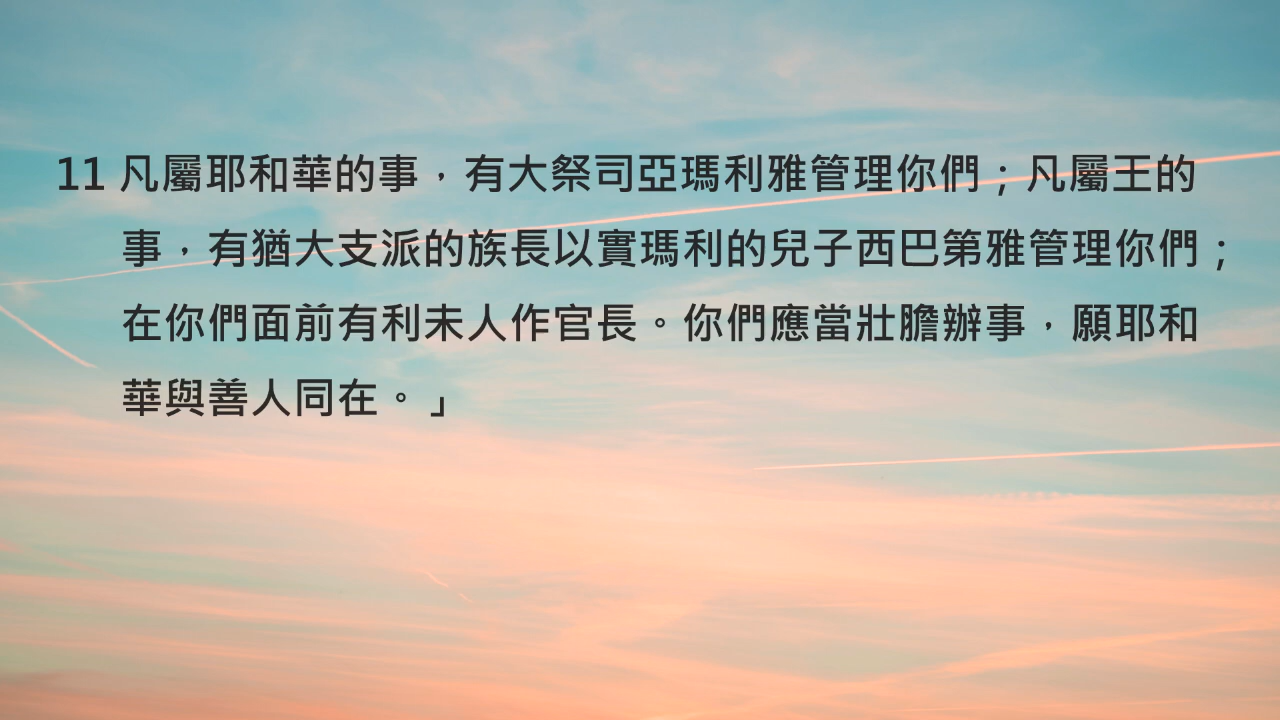 11 凡屬耶和華的事，有大祭司亞瑪利雅管理你們；凡屬王的
事，有猶大支派的族長以實瑪利的兒子西巴第雅管理你們；
在你們面前有利未人作官長。你們應當壯膽辦事，願耶和
華與善人同在。」